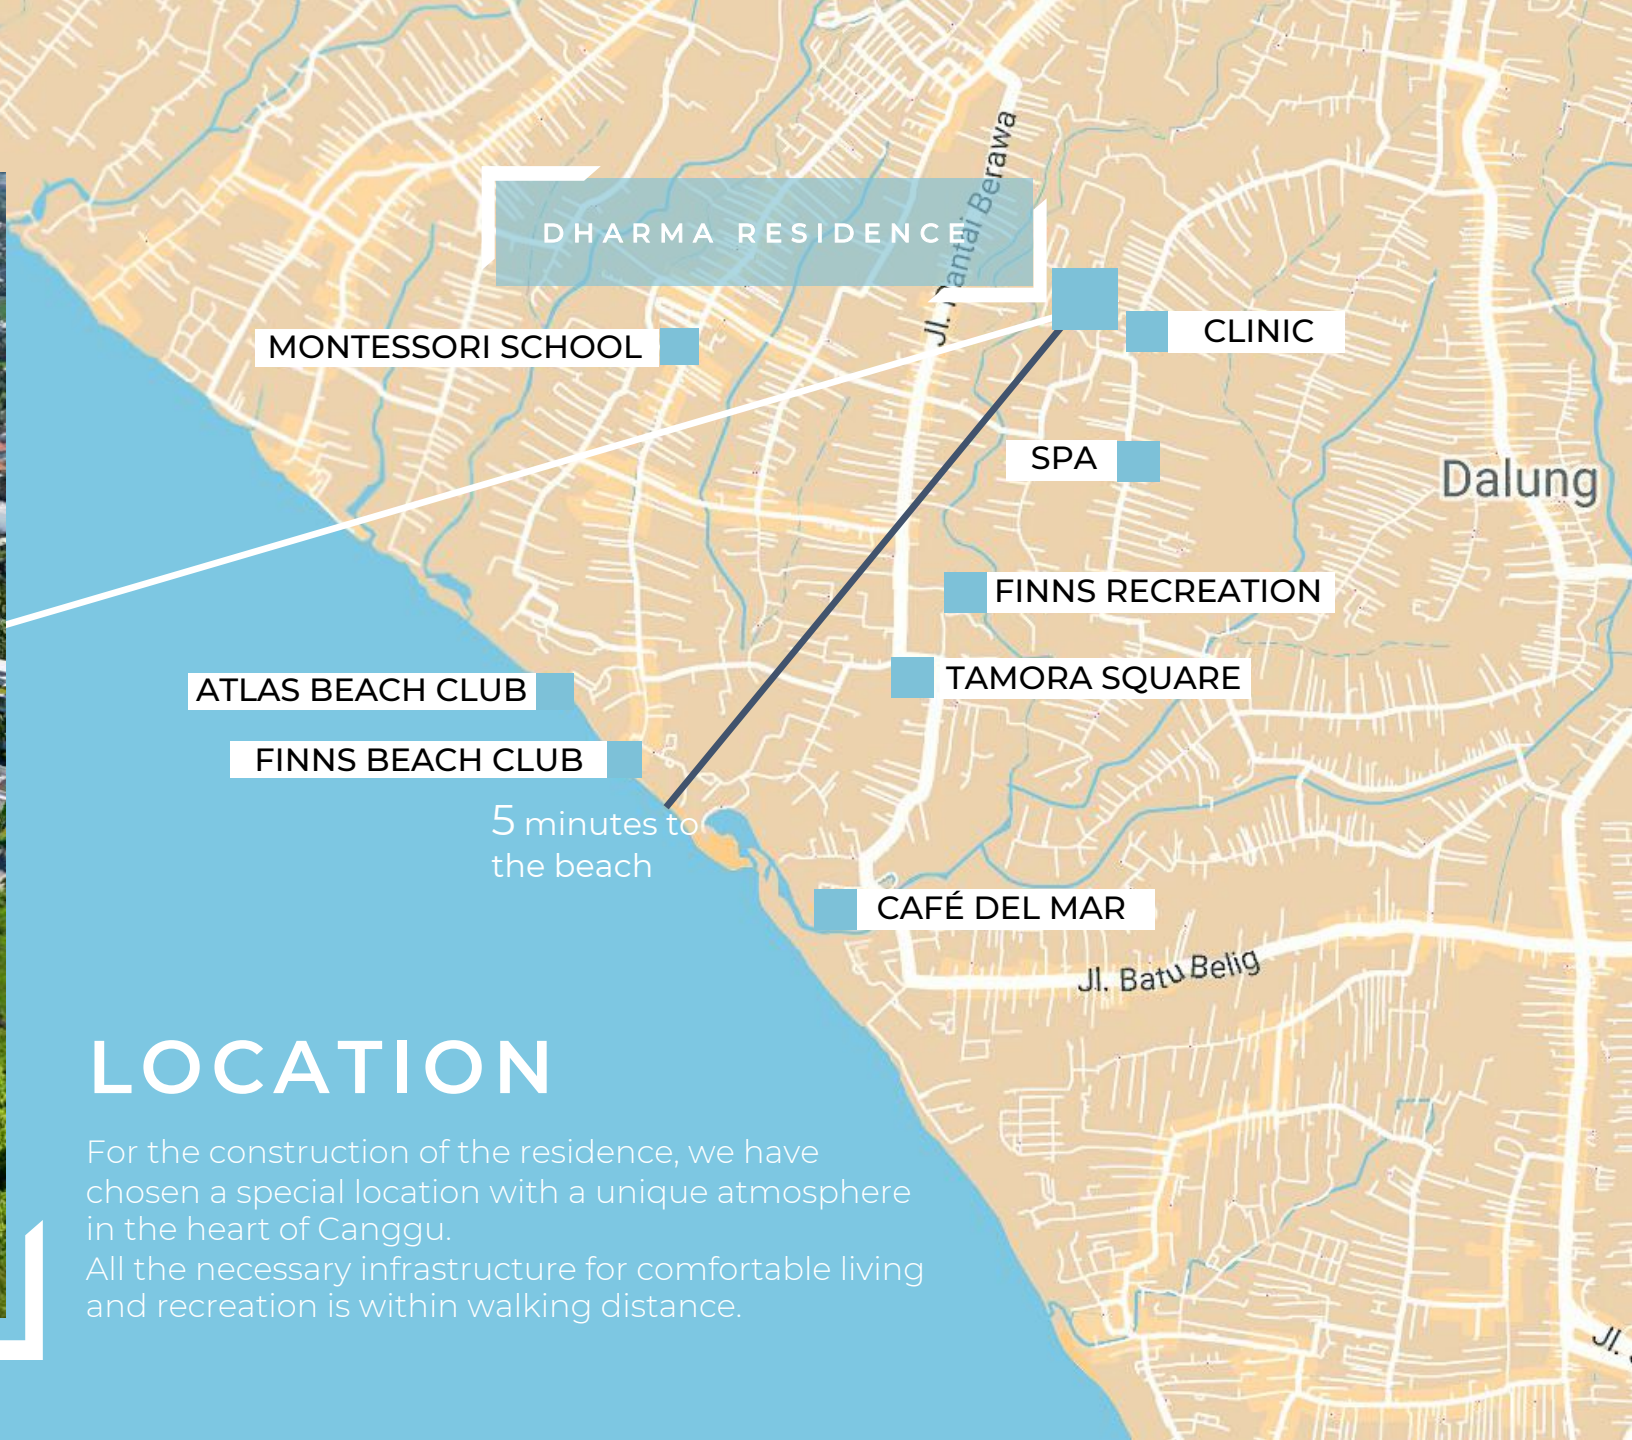 Jl. Pantai Berawa
DHARMA RESIDENCE
CLINIC
MONTESSORI SCHOOL
SPA
Dalung
FINNS RECREATION
TAMORA SQUARE
ATLAS BEACH CLUB
FINNS BEACH CLUB
5 minutes to
the beach
CAFÉ DEL MAR
Jl. Batu Belig
LOCATION
For the construction of the residence, we have
chosen a special location with a unique atmosphere
in the heart of Canggu.
All the necessary infrastructure for comfortable living
and recreation is within walking distance.
Jl.